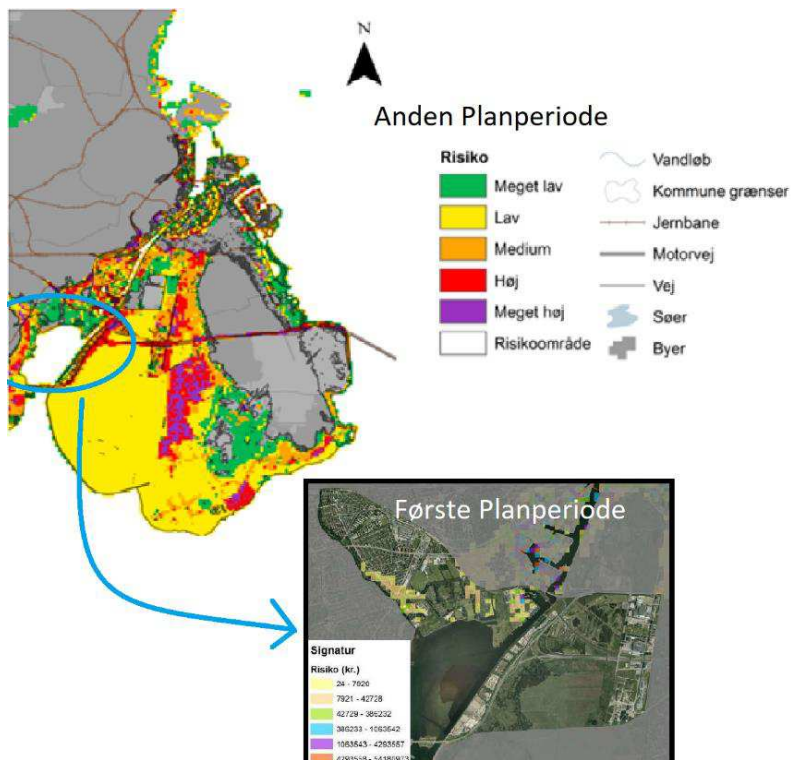 N
Anden Planperiode
Risiko
Meget lav
Lav
Medium
Høj
Meget høj
Risikoområde
Vandløb
Kommune grænser
Jernbane
Motorvej
Vej
Søer
Byer
Første Planperiode
Signatur
Risiko (kr.)
24 - 7920
7921 - 42728
42729 - 386232
386233 - 1063542
1063543 - 4293557